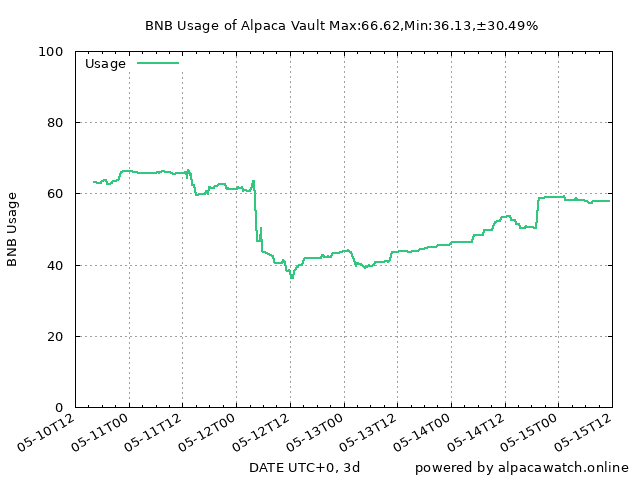 BNB Usage of Alpaca Vault Max:66.62,Min:36.13,±30.49%
Usage
100
80
60
40
20
0
BNB Usage
05-10T12
05-11T00
05-11T12
05-12T00
05-12T12
05-13T00
05-13T12
05-14T00
05-14T12
05-15T00
05-15T12
DATE UTC+0, 3d
powered by alpacawatch.online